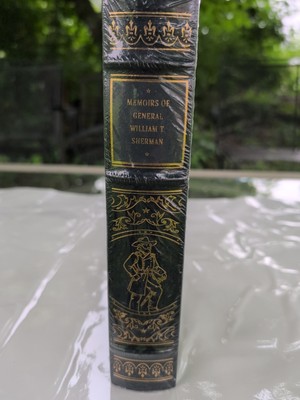 MEMOIRS OF
GENERAL
WILLIAM T.
SHERMAN